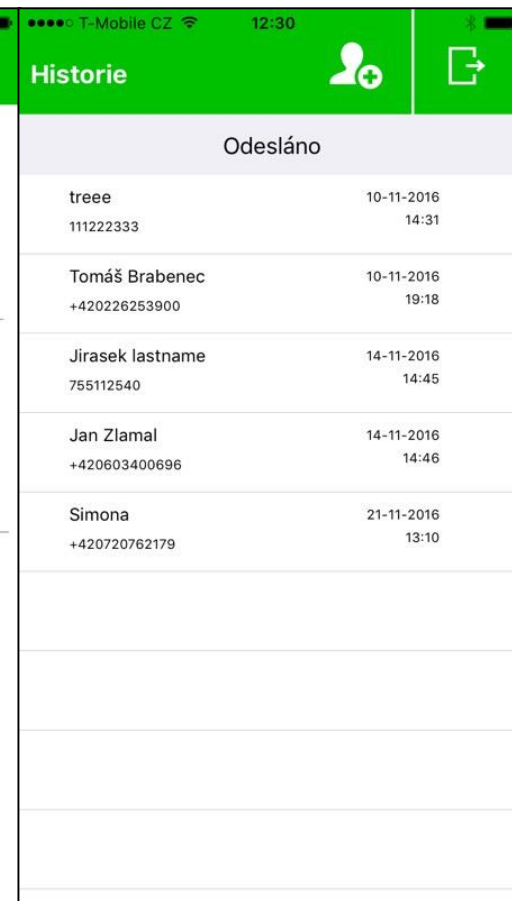 T-Mobile CZ 12:30
Historie
Odesláno
treee 10-11-2016
111222333 14:31
Tomáš Brabenec 10-11-2016
+420226253900 19:18
Jirasek lastname 14-11-2016
755112540 14:45
Jan Zlamal 14-11-2016
+420603400696 14:46
Simona 21-11-2016
+420720762179 13:10